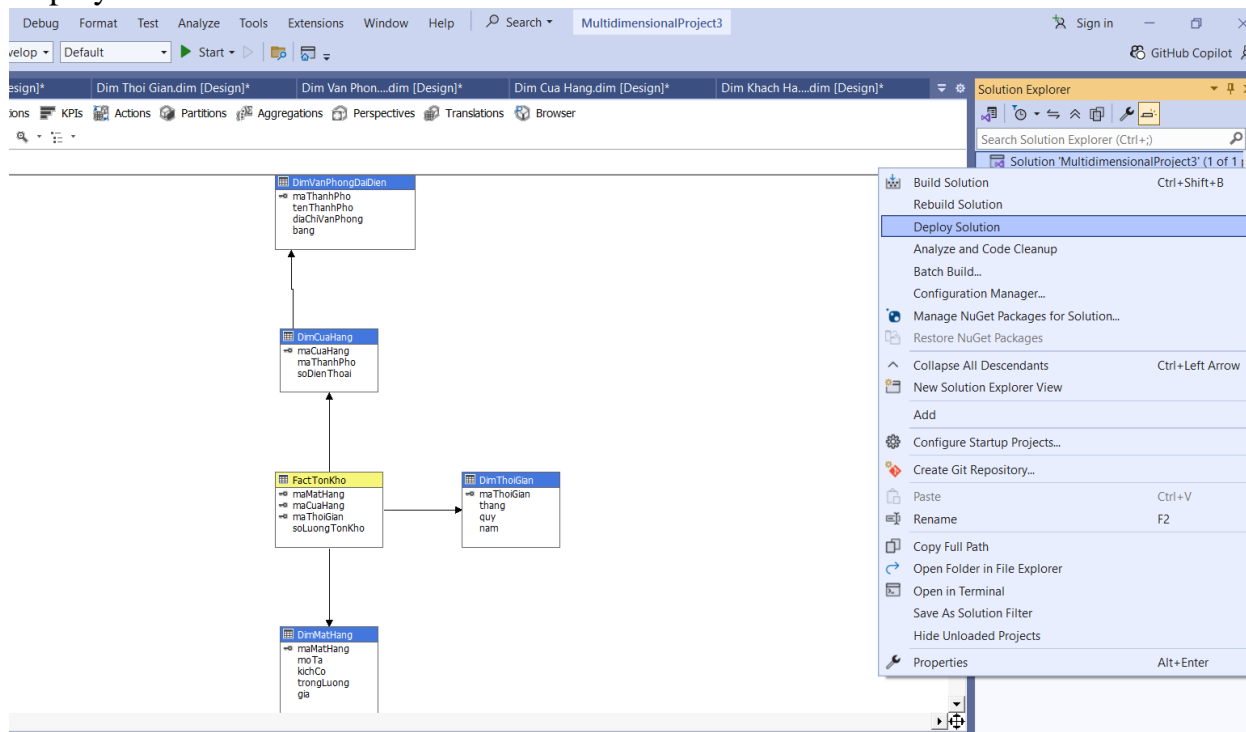 Debug Format Test Analyze Tools Extensions Window Help Search MultidimensionalProject3 Sign in
Default Start GitHub Copilot
Dim Thoi Gian.dim [Design]* Dim Van Phon....dim [Design]* Dim Cua Hang.dim [Design]* Dim Khach Ha....dim [Design]* Solution Explorer
KPIs Actions Partitions Aggregations Perspectives Translations Browser
Search Solution Explorer (Ctrl+;)
Solution 'MultidimensionalProject3' (1 of 1
DimVanPhongDaiDien
maThanhPho
tenThanhPho
diaChiVanPhong
bang
DimCuaHang
maCuaHang
maThanhPho
soDienThoai
FactTonKho
maMatHang
maCuaHang
maThoiGian
soLuongTonKho
DimThoiGian
maThoiGian
thang
quy
nam
DimMatHang
maMatHang
moTa
kichCo
trongLuong
gia
Build Solution Ctrl+Shift+B
Rebuild Solution
Deploy Solution
Analyze and Code Cleanup
Batch Build...
Configuration Manager...
Manage NuGet Packages for Solution...
Restore NuGet Packages
Collapse All Descendants Ctrl+Left Arrow
New Solution Explorer View
Add
Configure Startup Projects...
Create Git Repository...
Paste Ctrl+V
Rename F2
Copy Full Path
Open Folder in File Explorer
Open in Terminal
Save As Solution Filter
Hide Unloaded Projects
Properties Alt+Enter